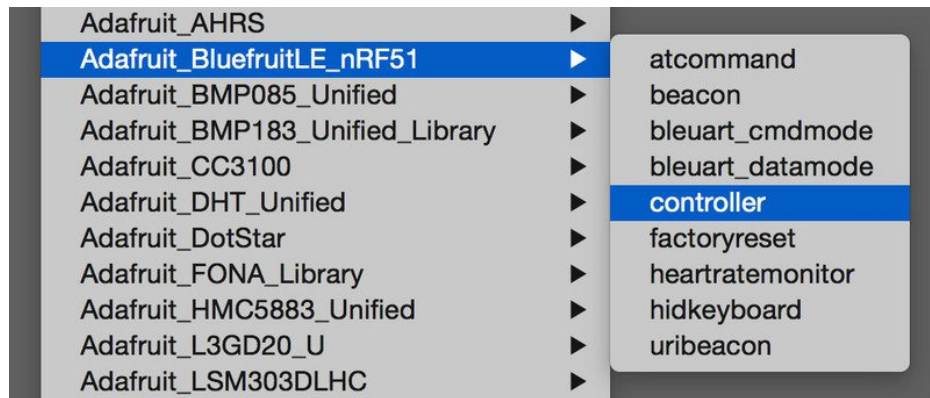 Adafruit_AHRS
Adafruit_BluefruitLE_nRF51
Adafruit_BMP085_Unified
Adafruit_BMP183_Unified_Library
Adafruit_CC3100
Adafruit_DHT_Unified
Adafruit_DotStar
Adafruit_FONA_Library
Adafruit_HMC5883_Unified
Adafruit_L3GD20_U
Adafruit_LSM303DLHC
atcommand
beacon
bleuart_cmdmode
bleuart_datamode
controller
factoryreset
heartratemonitor
hidkeyboard
uribeacon